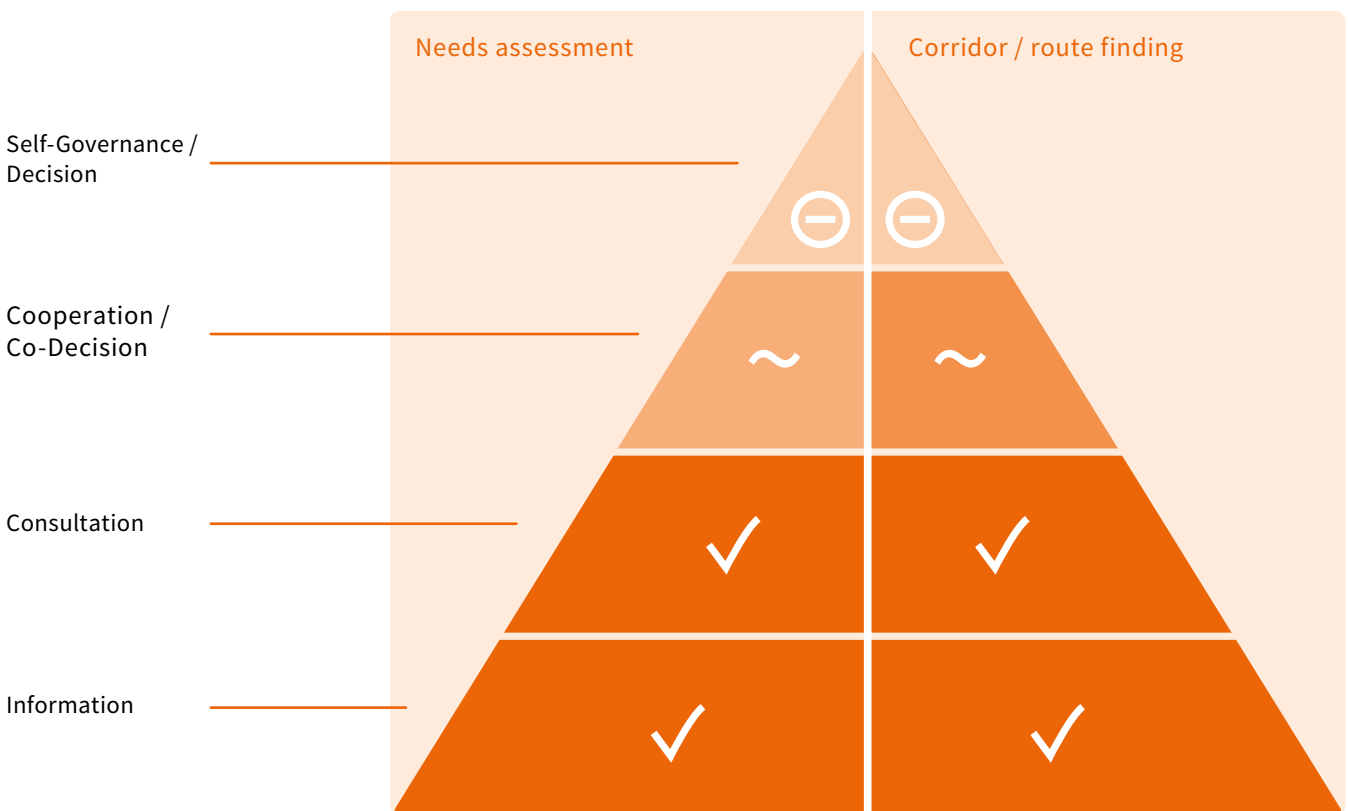 Needs assessment
Corridor / route finding
Self-Governance /
Decision
Cooperation /
Co-Decision
Consultation
Information